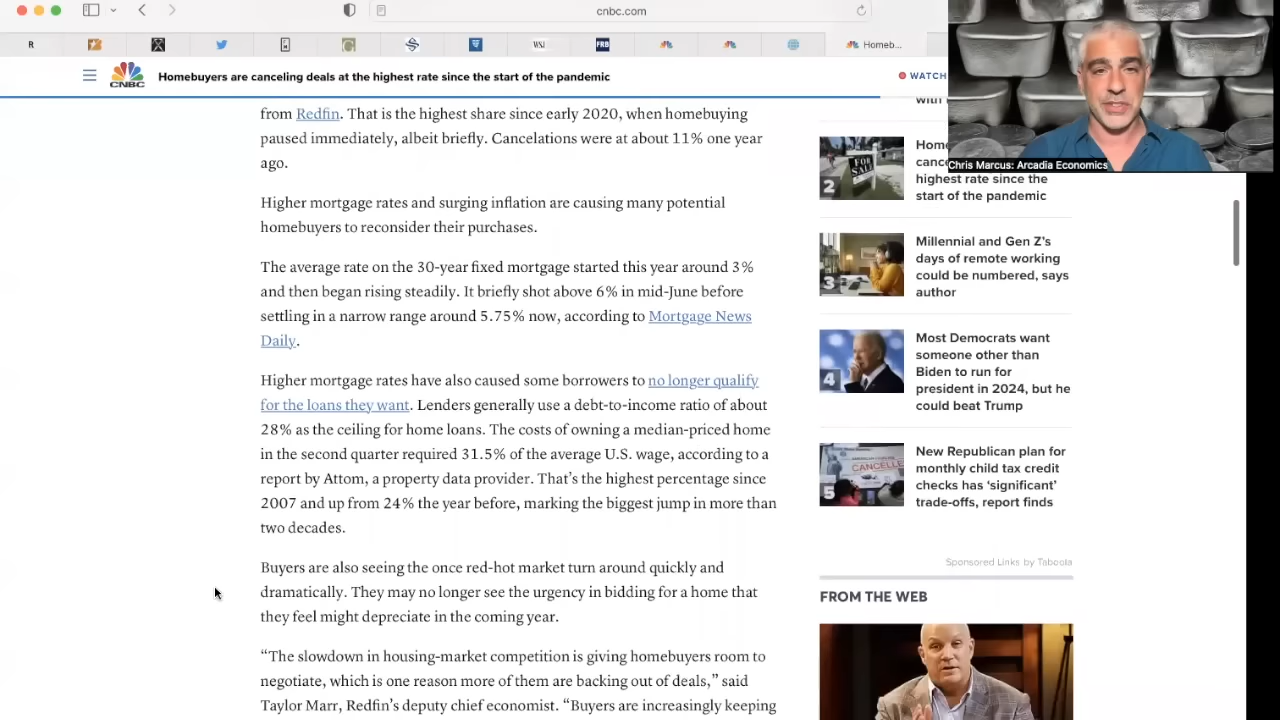 cnbc.com
R
WSJ
FRB
Homeb...
CNBC
Homebuyers are canceling deals at the highest rate since the start of the pandemic
WATCH
from Redfin. That is the highest share since early 2020, when homebuying
paused immediately, albeit briefly. Cancelations were at about 11% one year
ago.
Higher mortgage rates and surging inflation are causing many potential
homebuyers to reconsider their purchases.
The average rate on the 30-year fixed mortgage started this year around 3%
and then began rising steadily. It briefly shot above 6% in mid-June before
settling in a narrow range around 5.75% now, according to Mortgage News
Daily.
Higher mortgage rates have also caused some borrowers to no longer qualify
for the loans they want. Lenders generally use a debt-to-income ratio of about
28% as the ceiling for home loans. The costs of owning a median-priced home
in the second quarter required 31.5% of the average U.S. wage, according to a
report by Attom, a property data provider. That's the highest percentage since
2007 and up from 24% the year before, marking the biggest jump in more than
two decades.
Buyers are also seeing the once red-hot market turn around quickly and
dramatically. They may no longer see the urgency in bidding for a home that
they feel might depreciate in the coming year.
“The slowdown in housing-market competition is giving homebuyers room to
negotiate, which is one reason more of them are backing out of deals,” said
Taylor Marr, Redfin's deputy chief economist. “Buyers are increasingly keeping
Chris Marcus: Arcadia Economics
FOR
SALE
2
Home
cance
highest rate since the
start of the pandemic
3
Millennial and Gen Z's
days of remote working
could be numbered, says
author
4
Most Democrats want
someone other than
Biden to run for
president in 2024, but he
could beat Trump
CANCELLE
5
New Republican plan for
monthly child tax credit
checks has ‘significant’
trade-offs, report finds
Sponsored Links by Taboola
FROM THE WEB